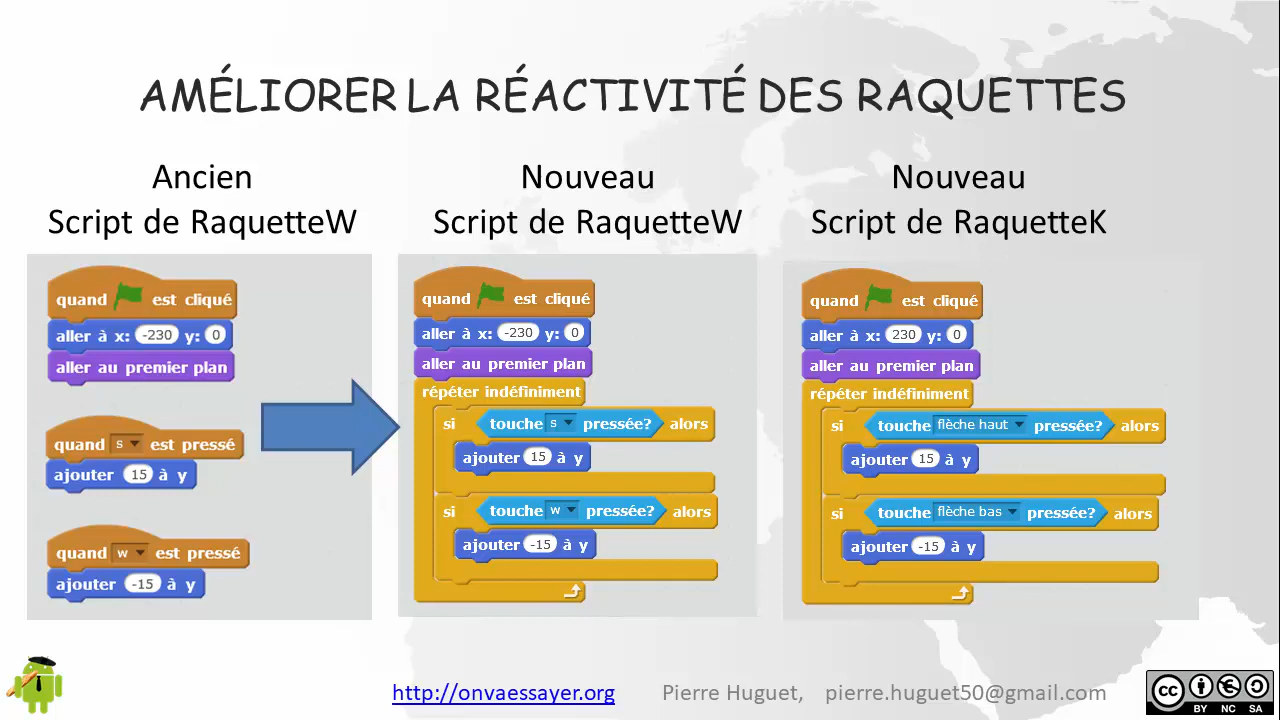 AMÉLIORER LA RÉACTIVITÉ DES RAQUETTES
Ancien
Script de RaquetteW
quand est cliqué
aller à x: -230 y: 0
aller au premier plan
quand s est pressé
ajouter 15 à y
quand w est pressé
ajouter -15 à y
Nouveau
Script de RaquetteW
quand est cliqué
aller à x: -230 y: 0
aller au premier plan
répéter indéfiniment
si touche s pressée? alors
ajouter 15 à y
si touche w pressée? alors
ajouter -15 à y
Nouveau
Script de RaquetteK
quand est cliqué
aller à x: 230 y: 0
aller au premier plan
répéter indéfiniment
si touche flèche haut pressée? alors
ajouter 15 à y
si touche flèche bas pressée? alors
ajouter -15 à y
http://onvaessayer.org Pierre Huguet, pierre.huguet50@gmail.com
cc
BY NC SA